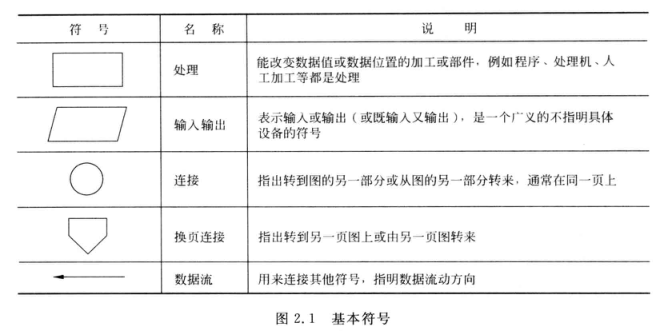 符 号 名 称 说 明
处理 能改变数据值或数据位置的加工或部件，例如程序、处理机、人
工加工等都是处理
输入输出 表示输入或输出（或既输入又输出），是一个广义的不指明具体
设备的符号
连接 指出转到图的另一部分或从图的另一部分转来，通常在同一页上
换页连接 指出转到另一页图上或由另一页图转来
数据流 用来连接其他符号，指明数据流动方向
图 2.1 基本符号